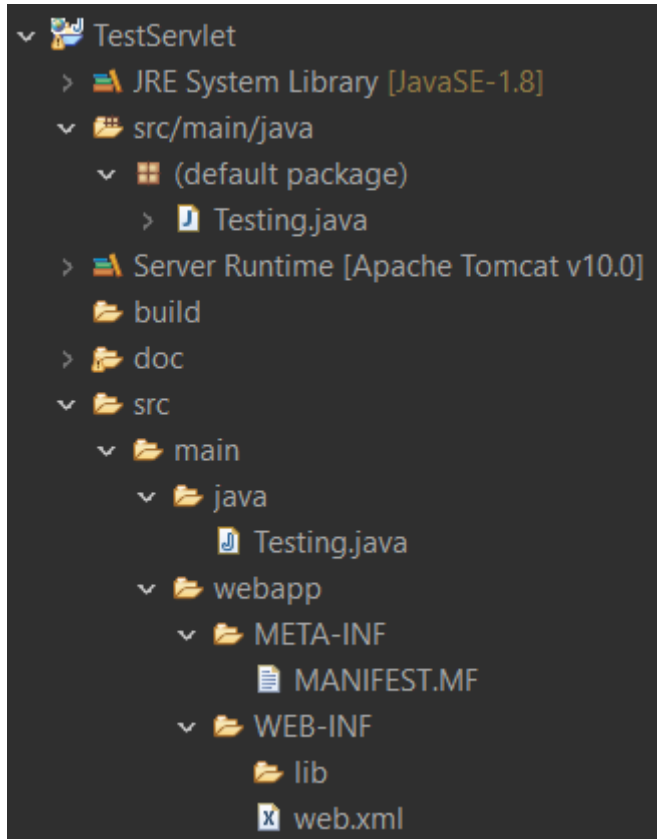 TestServlet
JRE System Library [JavaSE-1.8]
src/main/java
(default package)
Testing.java
Server Runtime [Apache Tomcat v10.0]
build
doc
src
main
java
Testing.java
webapp
META-INF
MANIFEST.MF
WEB-INF
lib
web.xml